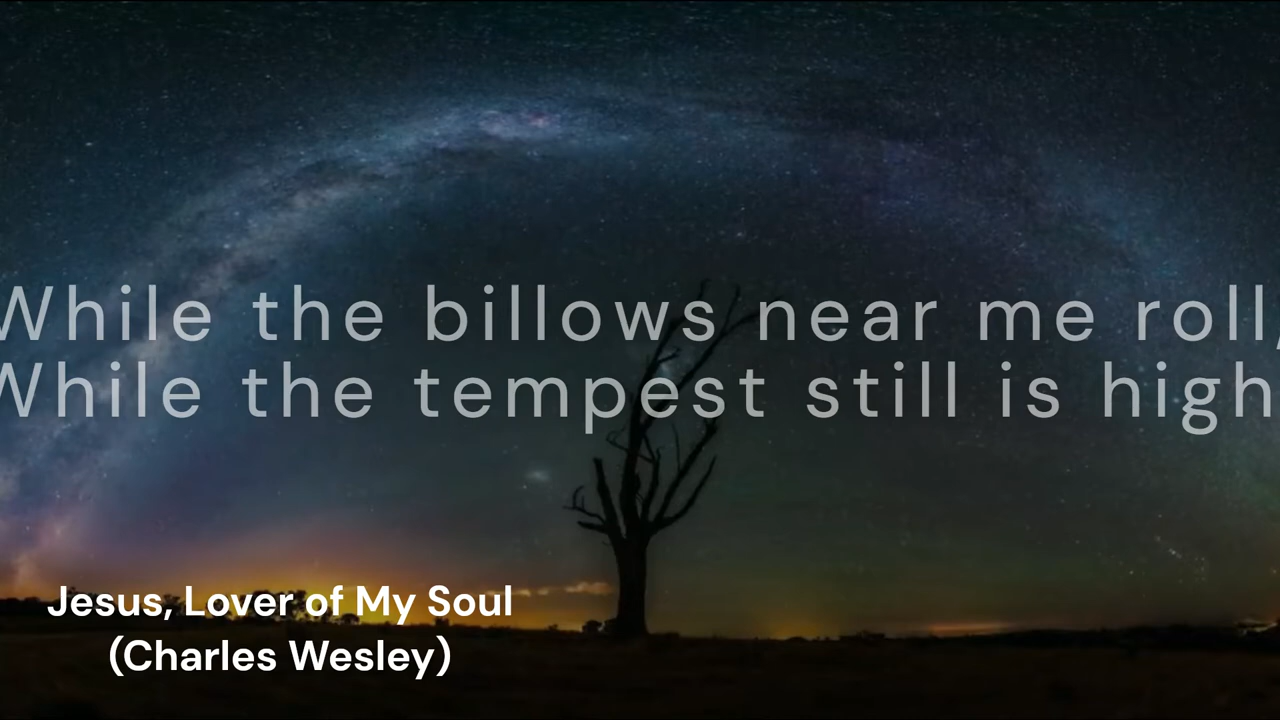 While the billows near me roll,
While the tempest still is high
Jesus, Lover of My Soul
(Charles Wesley)